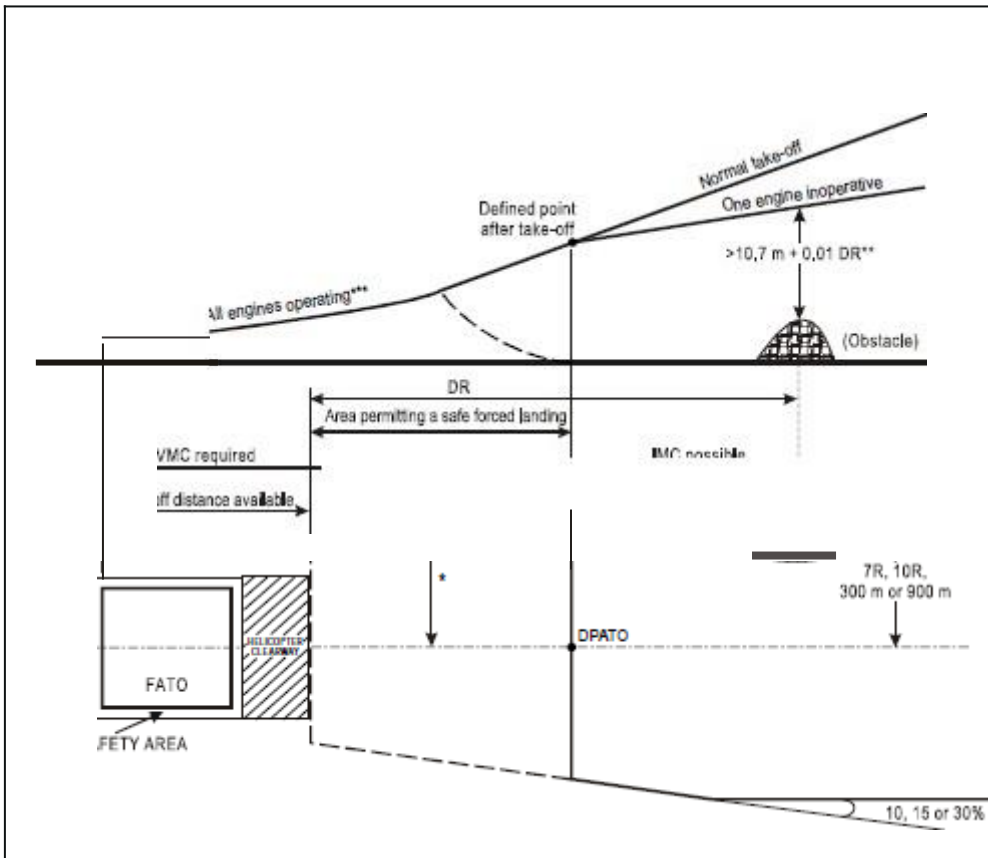 Normal take-off
One engine inoperative
Defined point
after take-off
>10,7 m + 0,01 DR**
All engines operating***
(Obstacle)
DR
Area permitting a safe forced landing
VMC required
IMC possible
off distance available
*
7R, 10R,
300 m or 900 m
HELICOPTER
CLEARWAY
DPATO
FATO
AFETY AREA
10, 15 or 30%